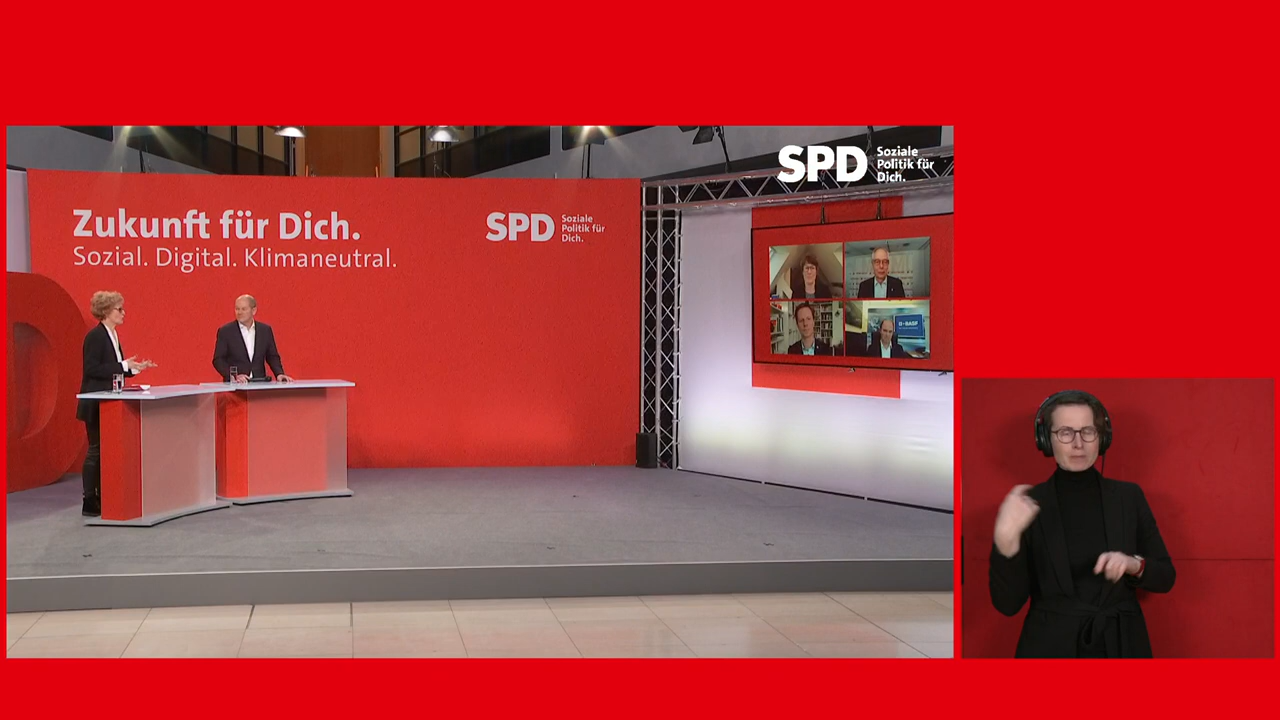 SPD
Soziale
Politik für
Dich.
Zukunft für Dich.
Sozial. Digital. Klimaneutral.
SPD
Soziale
Politik für
Dich.
BASF